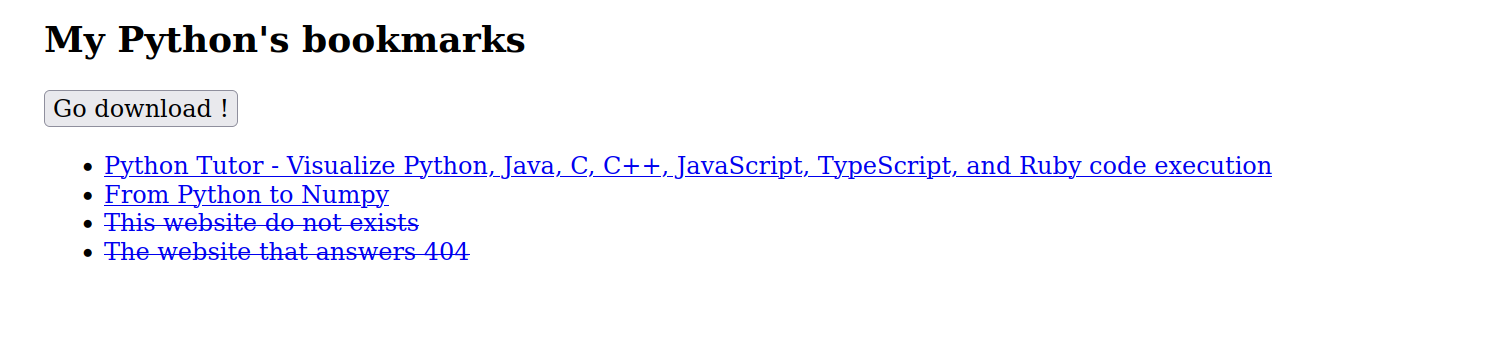 My Python's bookmarks
Go download !
Python Tutor - Visualize Python, Java, C, C++, JavaScript, TypeScript, and Ruby code execution
From Python to Numpy
This website do not exists
The website that answers 404